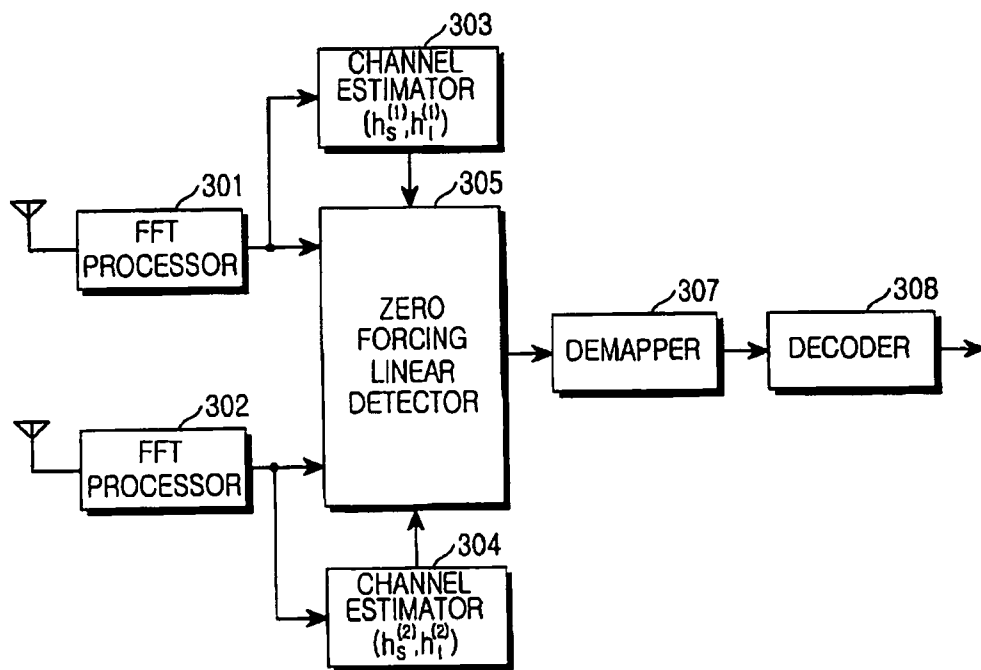 303
CHANNEL
ESTIMATOR
(h_S^(1), h_I^(1))
301
FFT
PROCESSOR
305
ZERO
FORCING
LINEAR
DETECTOR
307
DEMAPPER
308
DECODER
302
FFT
PROCESSOR
304
CHANNEL
ESTIMATOR
(h_S^(2), h_I^(2))